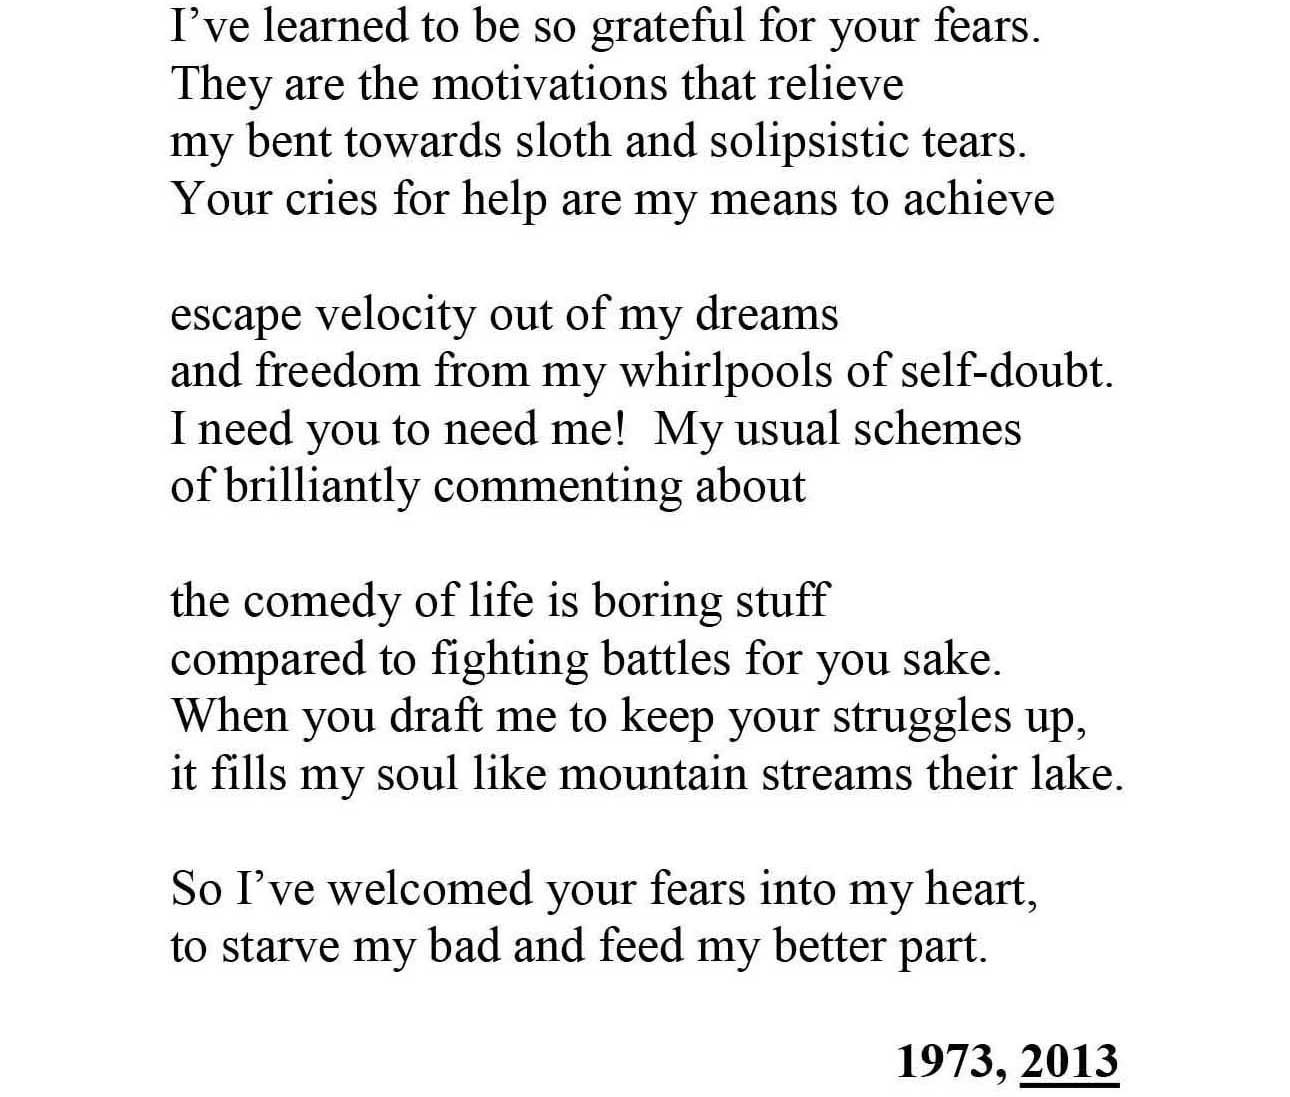 I’ve learned to be so grateful for your fears.
They are the motivations that relieve
my bent towards sloth and solipsistic tears.
Your cries for help are my means to achieve

escape velocity out of my dreams
and freedom from my whirlpools of self-doubt.
I need you to need me!  My usual schemes
of brilliantly commenting about

the comedy of life is boring stuff
compared to fighting battles for you sake.
When you draft me to keep your struggles up,
it fills my soul like mountain streams their lake.

So I’ve welcomed your fears into my heart,
to starve my bad and feed my better part.

1973, 2013